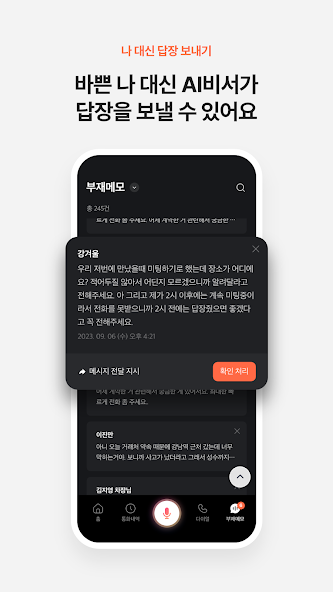 나 대신 답장 보내기
바쁜 나 대신 AI비서가
답장을 보낼 수 있어요
부재메모
총 245건
강겨울
우리 저번에 만났을때 미팅하기로 했는데 장소가 어디에
요? 적어두질 않아서 어딘지 모르겠으니까 알려달라고
전해주세요. 아 그리고 제가 2시 이후에는 계속 미팅중이
라서 전화를 못받으니까 2시 전에는 답장줬으면 좋겠다
고 꼭 전해주세요.
2023. 09. 06 (수) 오후 4:21
메시지 전달 지시
확인 처리
르게 전화 좀 주세요.
이진만
아니 오늘 거래처 약속 때문에 강남역 근처 갔는데 너무
막히는거야. 보니까 사고가 났더라고 그래서 성수까지...
김지영 차장님
홈
통화내역
다이얼
부재메모